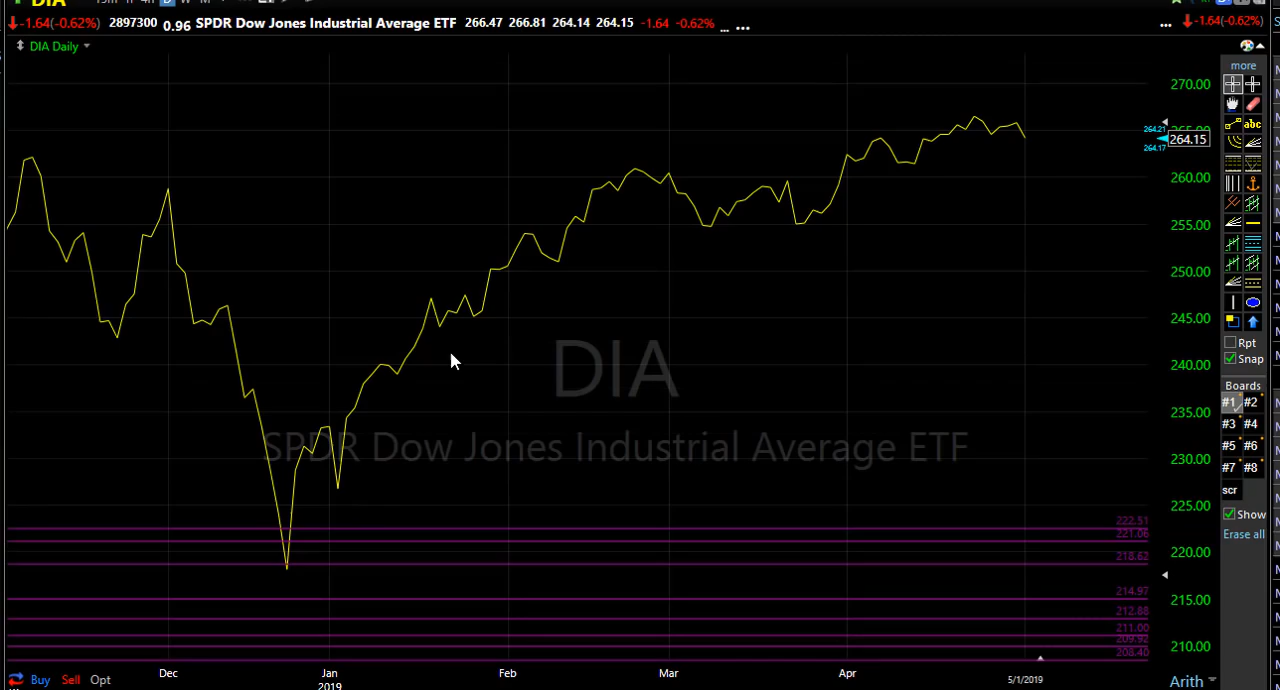 DIA
-1.64(-0.62%) 2897300 0.96 SPDR Dow Jones Industrial Average ETF 266.47 266.81 264.14 264.15 -1.64 -0.62% ... -1.64(-0.62%)
DIA Daily
more
270.00
264.21
264.15
264.17
abc
260.00
255.00
250.00
245.00
Rpt
Snap
240.00
DIA
Boards
#1 #2
235.00
#3 #4
SPDR Dow Jones Industrial Average ETF
#5 #6
230.00
#7 #8
scr
225.00
Show
222.51
221.06
Erase all
220.00
218.62
214.97
215.00
212.88
211.00
209.92
210.00
208.40
Dec Jan Feb Mar Apr 5/1/2019
2019
Buy Sell Opt
Arith